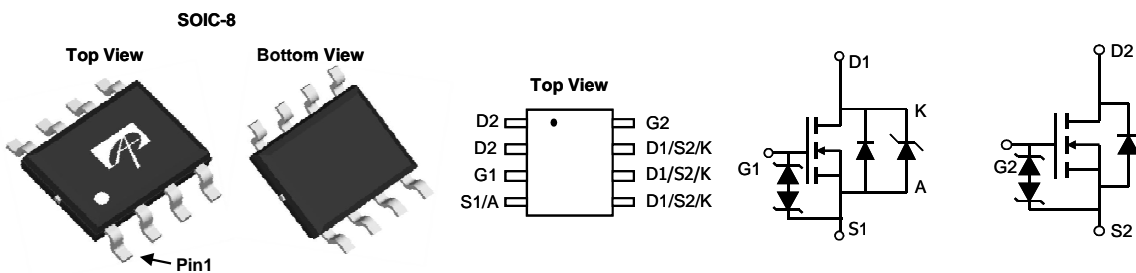 SOIC-8
Top View
Bottom View
Pin1
Top View
D2
D2
G1
S1/A
G2
D1/S2/K
D1/S2/K
D1/S2/K
D1
K
G1
A
S1
D2
G2
S2